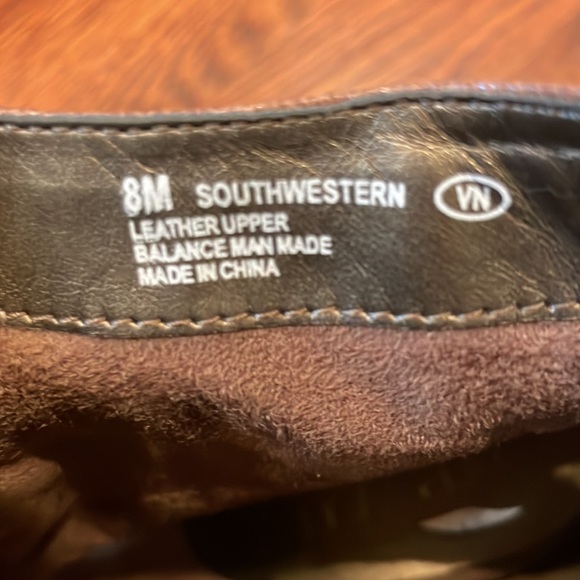 8M SOUTHWESTERN VN
LEATHER UPPER
BALANCE MAN MADE
MADE IN CHINA